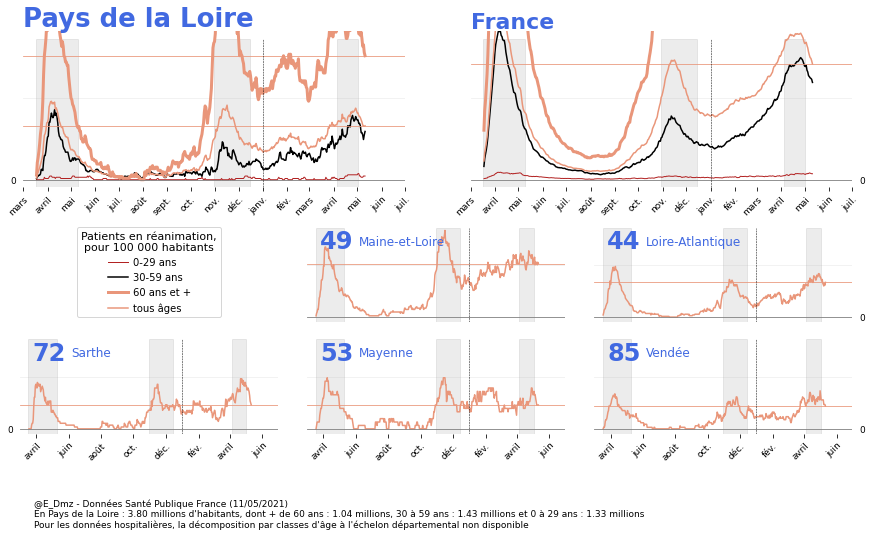 Pays de la Loire
France
0
0
mars avril mai juin juil. août sept. oct. nov. déc. janv. févr. mars avril mai juin juil.
mars avril mai juin juil. août sept. oct. nov. déc. janv. févr. mars avril mai juin juil.
Patients en réanimation,
pour 100 000 habitants
0-29 ans
30-59 ans
60 ans et +
tous âges
49 Maine-et-Loire
44 Loire-Atlantique
0
72 Sarthe
53 Mayenne
85 Vendée
0
0
avril juin août oct. déc. fév. avril juin
avril juin août oct. déc. fév. avril juin
avril juin août oct. déc. fév. avril juin
@E_Dmz - Données Santé Publique France (11/05/2021)
En Pays de la Loire : 3.80 millions d'habitants, dont + de 60 ans : 1.04 millions, 30 à 59 ans : 1.43 millions et 0 à 29 ans : 1.33 millions
Pour les données hospitalières, la décomposition par classes d'âge à l'échelon départemental non disponible